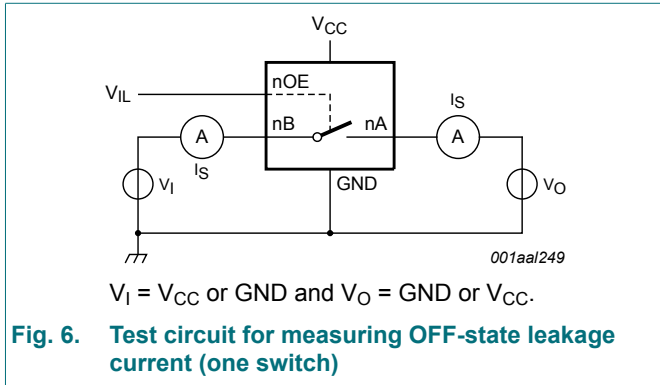 VCC
nOE
VIL
IS
nB
nA
A
A
IS
VI
GND
VO
001aal249
VI = VCC or GND and VO = GND or VCC.
Fig. 6. Test circuit for measuring OFF-state leakage
current (one switch)